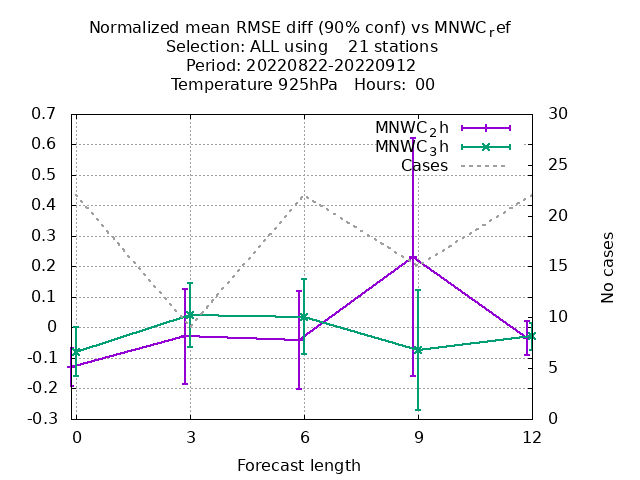 Normalized mean RMSE diff (90% conf) vs MNWC_ref
Selection: ALL using    21 stations
Period: 20220822-20220912
Temperature 925hPa   Hours: 00
0.7
0.6
0.5
0.4
0.3
0.2
0.1
0
-0.1
-0.2
-0.3
30
25
20
15
10
5
0
MNWC_2h
MNWC_3h
Cases
No cases
0 3 6 9 12
Forecast length